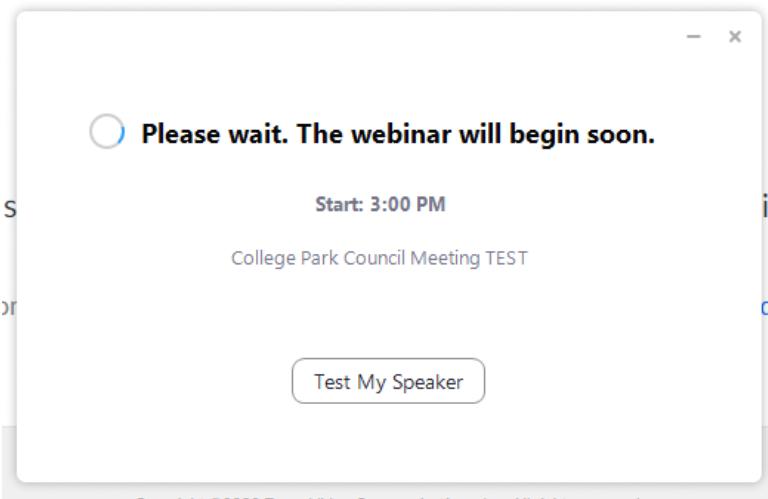 Please wait. The webinar will begin soon.
Start: 3:00 PM
College Park Council Meeting TEST
Test My Speaker